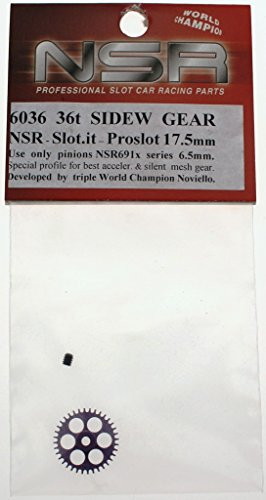 WORLD
CHAMPION
NSR
PROFESSIONAL SLOT CAR RACING PARTS
6036 36t SIDEW GEAR
NSR - Slot.it - Proslot 17.5mm
Use only pinions NSR691x series 6.5mm.
Special profile for best acceler. & silent mesh gear.
Developed by triple World Champion Noviello.